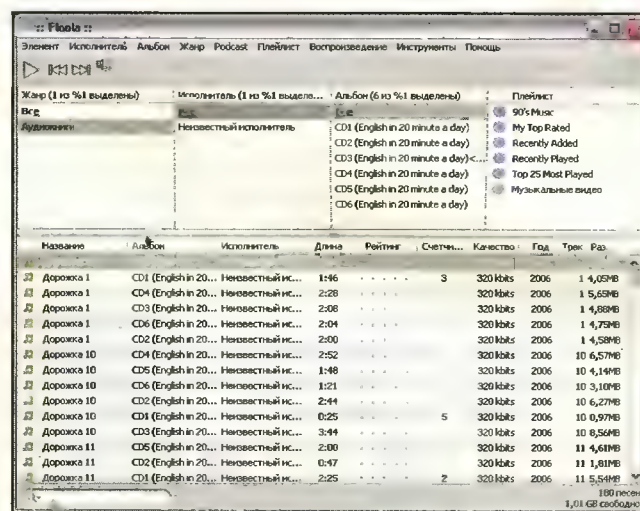 :: Floola ::
Элемент Исполнитель Альбом Жанр Podcast Плейлист Воспроизведение Инструменты Помощь
Жанр (1 из %1 выделены) Исполнитель (1 из %1 выделе... Альбом (6 из %1 выделены) Плейлист
Все 90's Music
Аудиокниги Неизвестный исполнитель CD1 (English in 20 minute a day) My Top Rated
CD2 (English in 20 minute a day) Recently Added
CD3 (English in 20 minute a day)<... Recently Played
CD4 (English in 20 minute a day) Top 25 Most Played
CD5 (English in 20 minute a day) Музыкальные видео
CD6 (English in 20 minute a day)
Название Альбом Исполнитель Длина Рейтинг Счетчи... Качество Год Трек Раз
Дорожка 1 CD1 (English in 20... Неизвестный ис... 1:46 3 320 kbits 2006 1 4,05MB
Дорожка 1 CD4 (English in 20... Неизвестный ис... 2:28 320 kbits 2006 1 5,65MB
Дорожка 1 CD3 (English in 20... Неизвестный ис... 2:08 320 kbits 2006 1 4,88MB
Дорожка 1 CD6 (English in 20... Неизвестный ис... 2:04 320 kbits 2006 1 4,75MB
Дорожка 1 CD2 (English in 20... Неизвестный ис... 2:00 320 kbits 2006 1 4,58MB
Дорожка 10 CD4 (English in 20... Неизвестный ис... 2:52 320 kbits 2006 10 6,57MB
Дорожка 10 CD5 (English in 20... Неизвестный ис... 1:48 320 kbits 2006 10 4,14MB
Дорожка 10 CD6 (English in 20... Неизвестный ис... 1:21 320 kbits 2006 10 3,10MB
Дорожка 10 CD2 (English in 20... Неизвестный ис... 2:44 320 kbits 2006 10 6,27MB
Дорожка 10 CD1 (English in 20... Неизвестный ис... 0:25 5 320 kbits 2006 10 0,97MB
Дорожка 10 CD3 (English in 20... Неизвестный ис... 3:44 320 kbits 2006 10 8,56MB
Дорожка 11 CD5 (English in 20... Неизвестный ис... 2:00 320 kbits 2006 11 4,61MB
Дорожка 11 CD2 (English in 20... Неизвестный ис... 0:47 320 kbits 2006 11 1,81MB
Дорожка 11 CD1 (English in 20... Неизвестный ис... 2:25 2 320 kbits 2006 11 5,54MB
180 песен
1,01 GB свободно